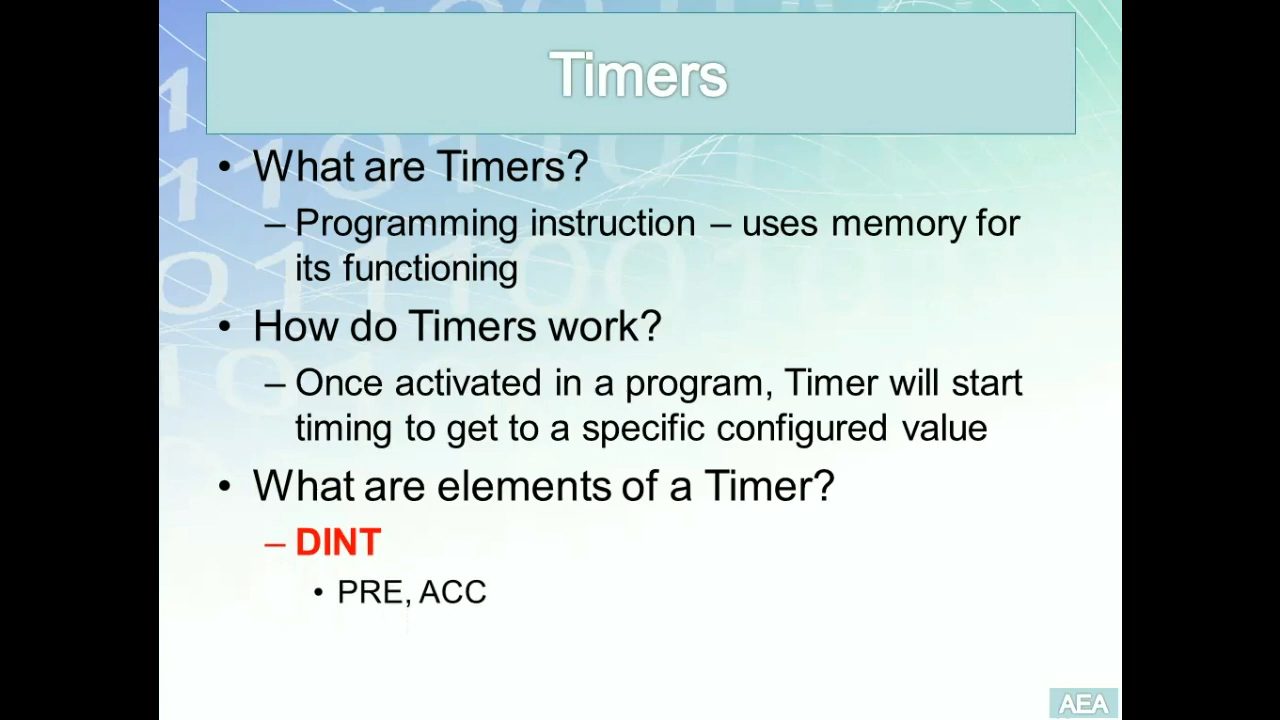 Timers
• What are Timers?
– Programming instruction – uses memory for
its functioning
• How do Timers work?
– Once activated in a program, Timer will start
timing to get to a specific configured value
• What are elements of a Timer?
– DINT
• PRE, ACC
AEA